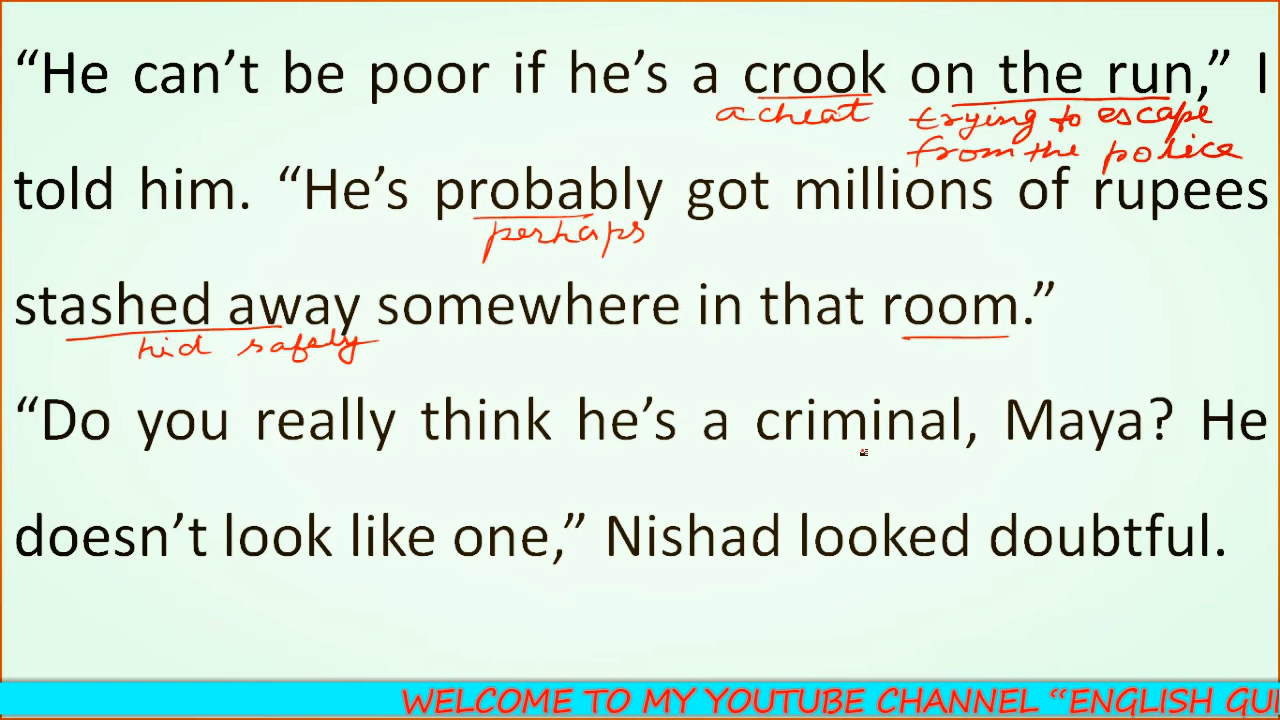 “He can’t be poor if he’s a crook on the run,” I
a cheat trying to escape
from the police
told him. “He’s probably got millions of rupees
perhaps
stashed away somewhere in that room.”
hid safely
“Do you really think he’s a criminal, Maya? He
doesn’t look like one,” Nishad looked doubtful.
WELCOME TO MY YOUTUBE CHANNEL “ENGLISH GUI